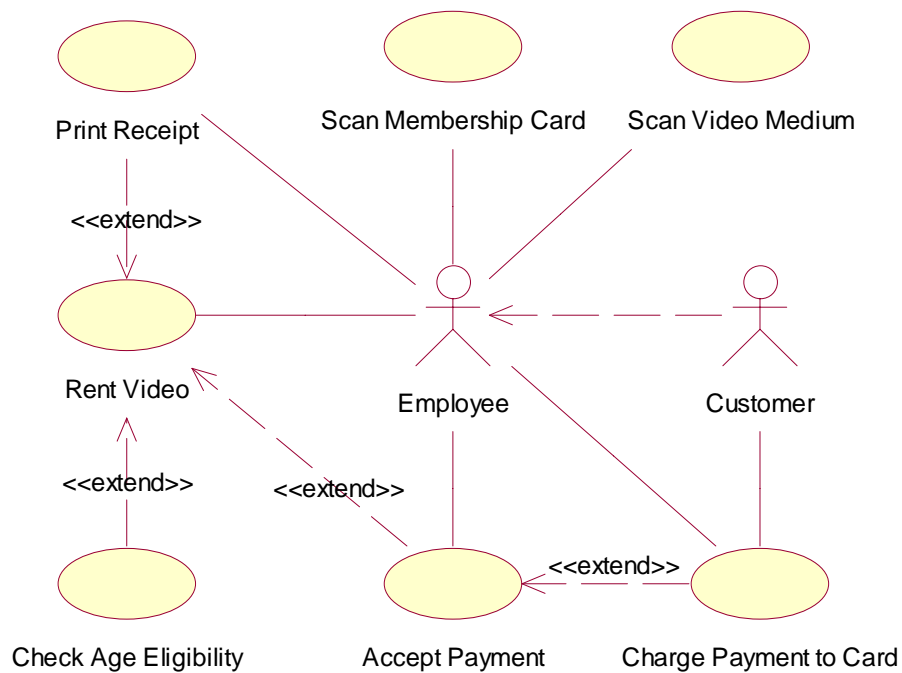 Print Receipt
Scan Membership Card
Scan Video Medium
<<extend>>
Rent Video
Employee
Customer
<<extend>>
<<extend>>
<<extend>>
Check Age Eligibility
Accept Payment
Charge Payment to Card